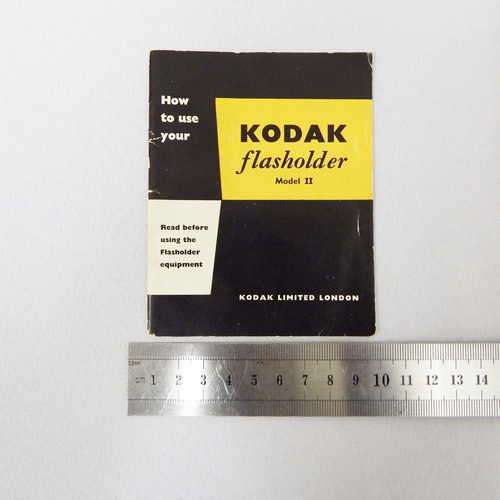 How
to use
your
KODAK
flasholder
Model II
Read before
using the
Flasholder
equipment
KODAK LIMITED LONDON
1 2 3 4 5 6 7 8 9 10 11 12 13 14